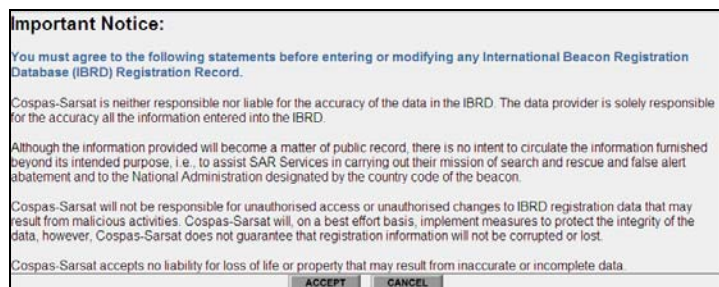 Important Notice:
You must agree to the following statements before entering or modifying any International Beacon Registration
Database (IBRD) Registration Record.
Cospas-Sarsat is neither responsible nor liable for the accuracy of the data in the IBRD. The data provider is solely responsible
for the accuracy all the information entered into the IBRD.
Although the information provided will become a matter of public record, there is no intent to circulate the information furnished
beyond its intended purpose, i.e., to assist SAR Services in carrying out their mission of search and rescue and false alert
abatement and to the National Administration designated by the country code of the beacon.
Cospas-Sarsat will not be responsible for unauthorised access or unauthorised changes to IBRD registration data that may
result from malicious activities. Cospas-Sarsat will, on a best effort basis, implement measures to protect the integrity of the
data, however, Cospas-Sarsat does not guarantee that registration information will not be corrupted or lost.
Cospas-Sarsat accepts no liability for loss of life or property that may result from inaccurate or incomplete data.
ACCEPT CANCEL